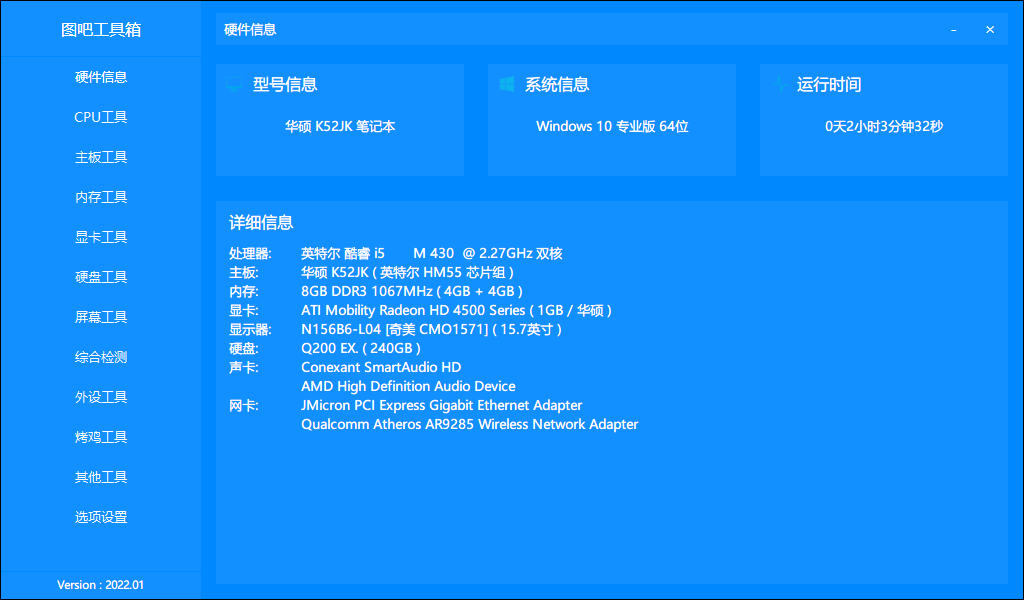 图吧工具箱
硬件信息
CPU工具
主板工具
内存工具
显卡工具
硬盘工具
屏幕工具
综合检测
外设工具
烤鸡工具
其他工具
选项设置
Version : 2022.01
硬件信息
型号信息
华硕 K52JK 笔记本
系统信息
Windows 10 专业版 64位
运行时间
0天2小时3分钟32秒
详细信息
处理器: 英特尔 酷睿 i5 M 430 @ 2.27GHz 双核
主板: 华硕 K52JK ( 英特尔 HM55 芯片组 )
内存: 8GB DDR3 1067MHz ( 4GB + 4GB )
显卡: ATI Mobility Radeon HD 4500 Series ( 1GB / 华硕 )
显示器: N156B6-L04 [奇美 CMO1571] ( 15.7英寸 )
硬盘: Q200 EX. ( 240GB )
声卡: Conexant SmartAudio HD
AMD High Definition Audio Device
网卡: JMicron PCI Express Gigabit Ethernet Adapter
Qualcomm Atheros AR9285 Wireless Network Adapter